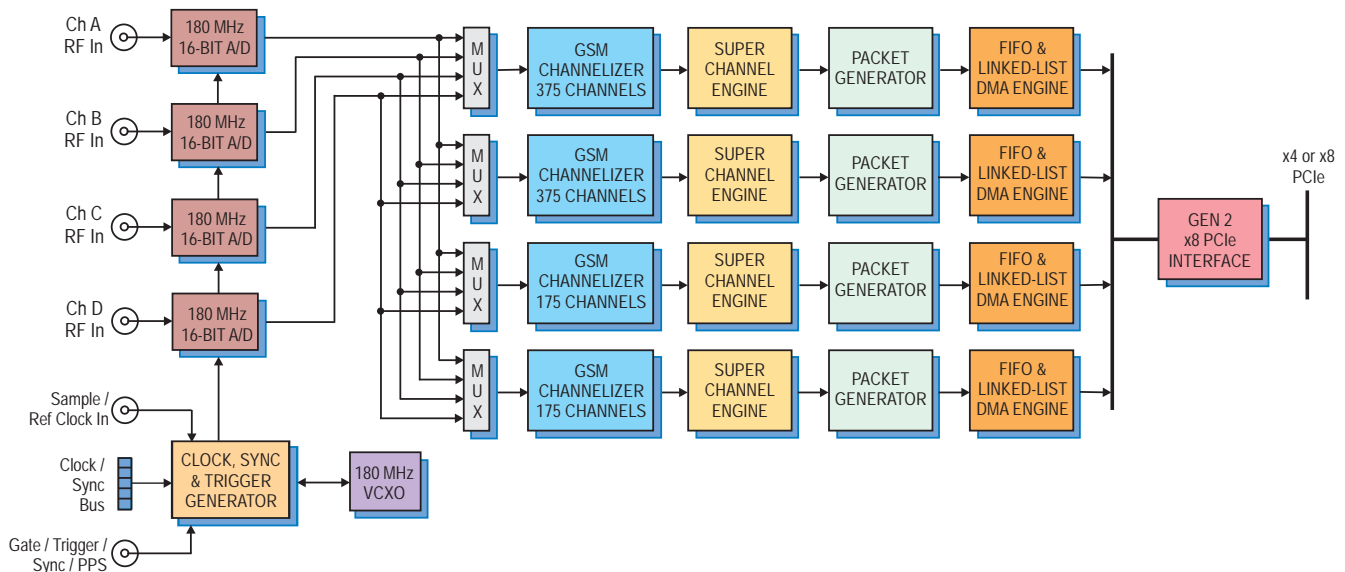 Ch A
RF In
180 MHz
16-BIT A/D
M
U
X
GSM
CHANNELIZER
375 CHANNELS
SUPER
CHANNEL
ENGINE
PACKET
GENERATOR
FIFO &
LINKED-LIST
DMA ENGINE
Ch B
RF In
180 MHz
16-BIT A/D
M
U
X
GSM
CHANNELIZER
375 CHANNELS
SUPER
CHANNEL
ENGINE
PACKET
GENERATOR
FIFO &
LINKED-LIST
DMA ENGINE
x4 or x8
PCIe
Ch C
RF In
180 MHz
16-BIT A/D
GEN 2
x8 PCIe
INTERFACE
M
U
X
GSM
CHANNELIZER
175 CHANNELS
SUPER
CHANNEL
ENGINE
PACKET
GENERATOR
FIFO &
LINKED-LIST
DMA ENGINE
Ch D
RF In
180 MHz
16-BIT A/D
M
U
X
GSM
CHANNELIZER
175 CHANNELS
SUPER
CHANNEL
ENGINE
PACKET
GENERATOR
FIFO &
LINKED-LIST
DMA ENGINE
Sample /
Ref Clock In
Clock /
Sync
Bus
CLOCK, SYNC
& TRIGGER
GENERATOR
180 MHz
VCXO
Gate / Trigger /
Sync / PPS